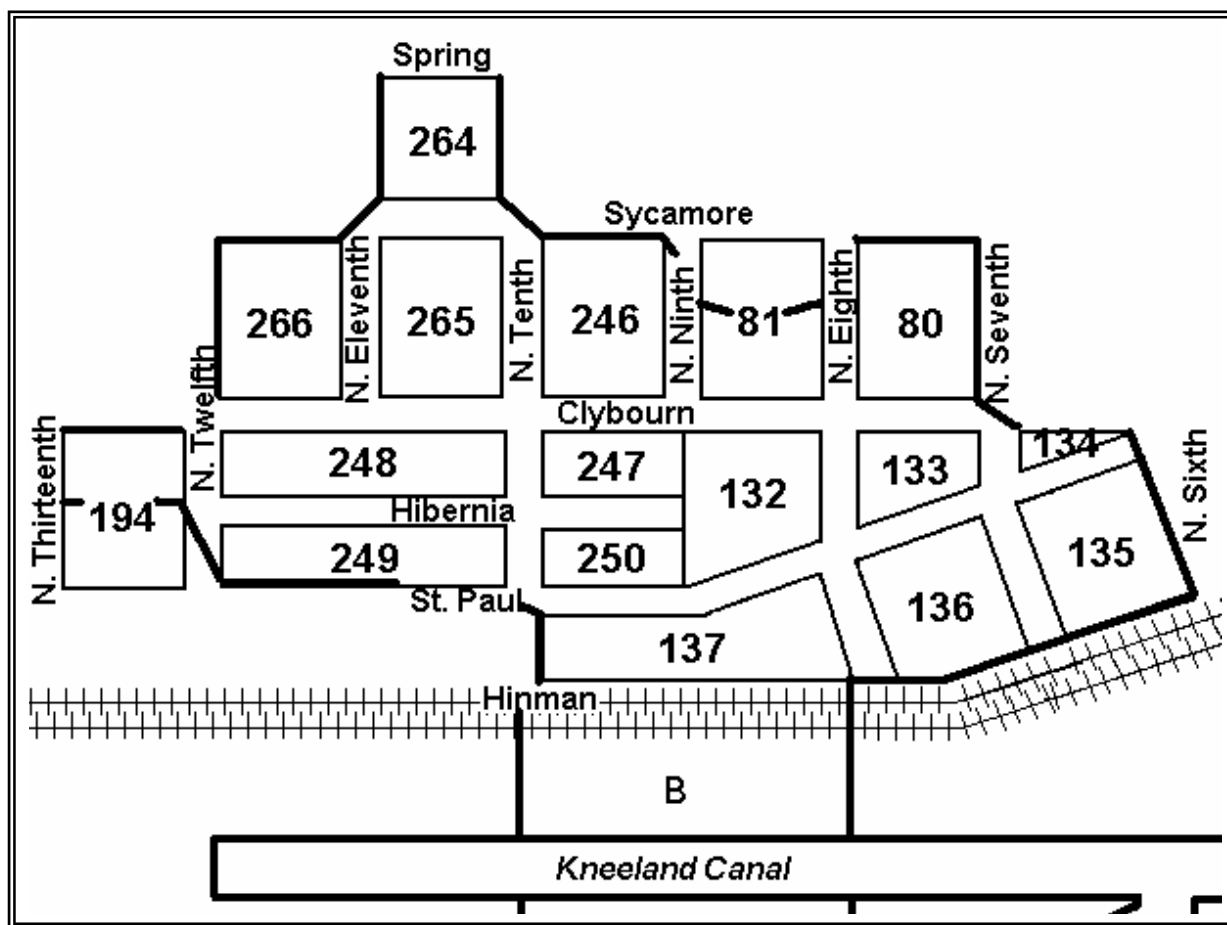 Spring
264
Sycamore
266
N. Eleventh
265
N. Tenth
246
N. Ninth
81
N. Eighth
80
N. Seventh
N. Twelfth
Clybourn
N. Thirteenth
194
248
247
132
133
134
N. Sixth
Hibernia
249
250
135
St. Paul
136
137
Hinman
B
Kneeland Canal